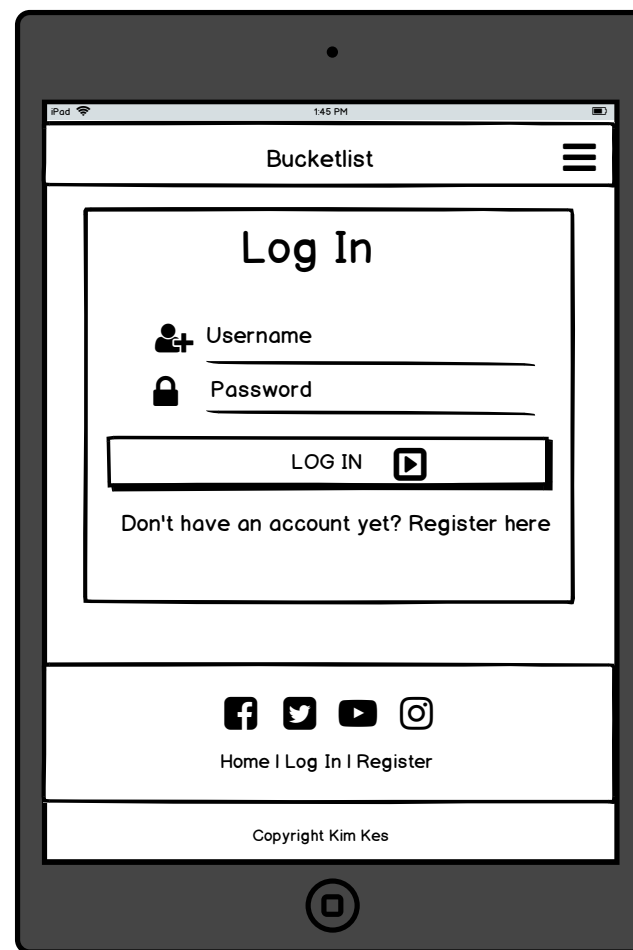 iPad 1:45 PM
Bucketlist
Log In
Username
Password
LOG IN
Don't have an account yet? Register here
Home | Log In | Register
Copyright Kim Kes